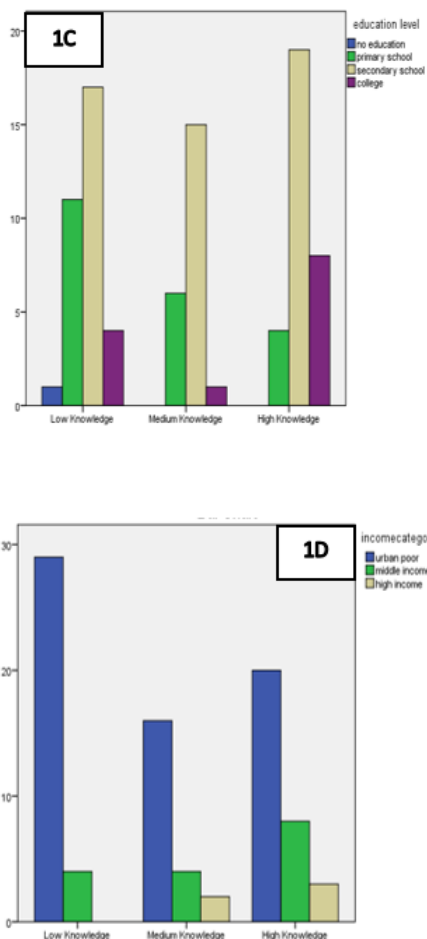 1C
education level
no education
primary school
secondary school
college
20
15
10
5
0
Low Knowledge Medium Knowledge High Knowledge
1D
incomecatego
urban poor
middle income
high income
30
20
10
0
Low Knowledge Medium Knowledge High Knowledge